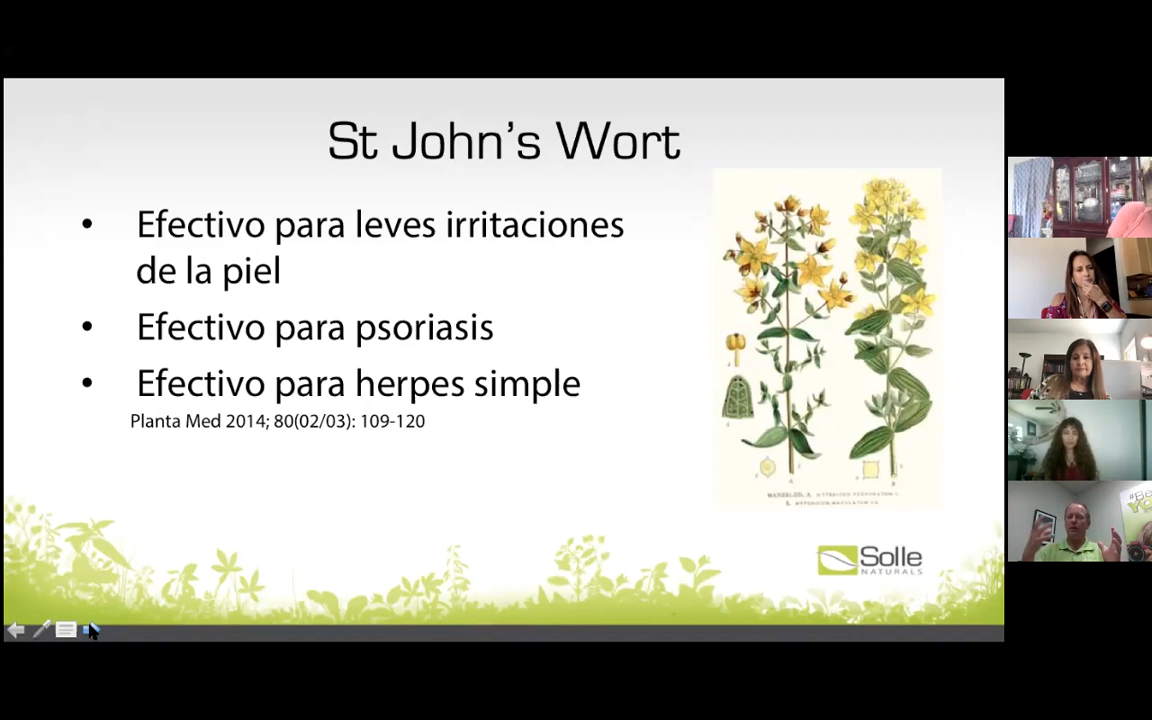 St John's Wort
• Efectivo para leves irritaciones
de la piel
• Efectivo para psoriasis
• Efectivo para herpes simple
Planta Med 2014; 80(02/03): 109-120
Solle
NATURALS